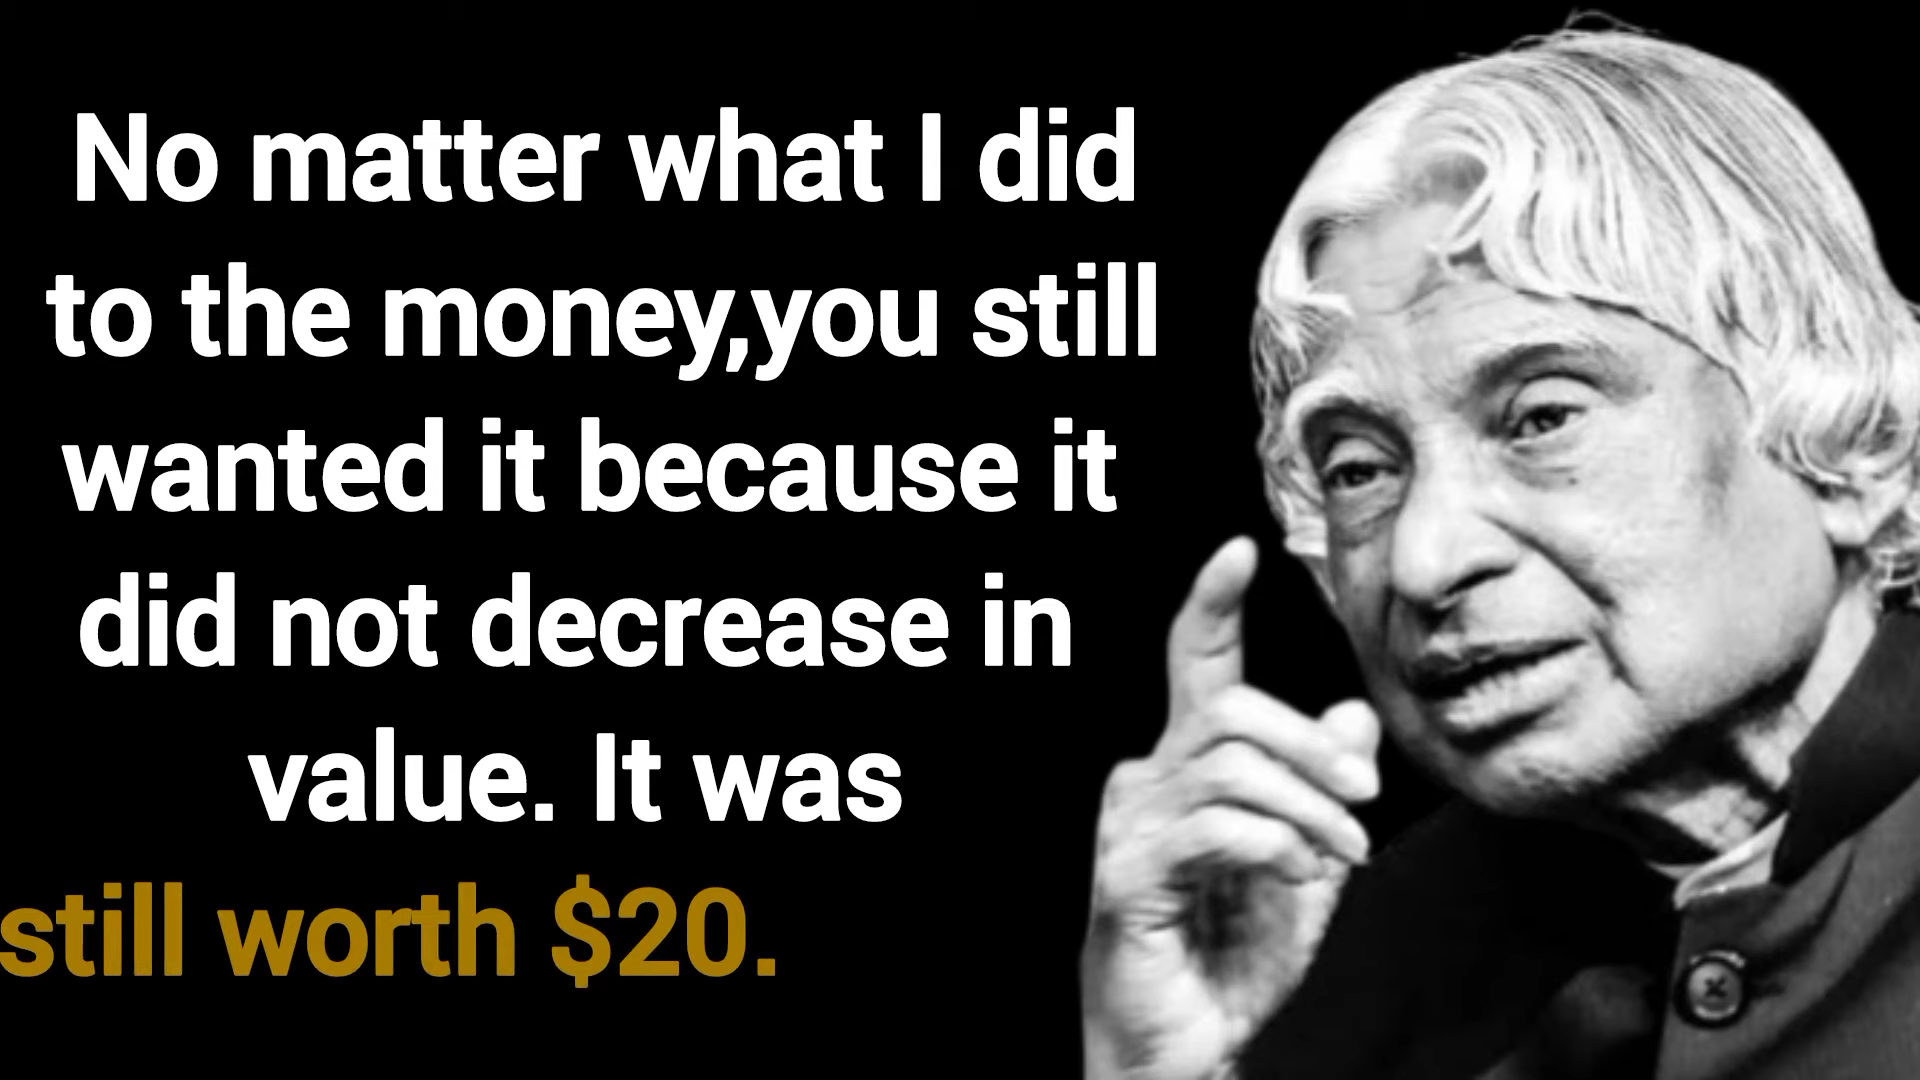 No matter what I did
to the money,you still
wanted it because it
did not decrease in
value. It was
still worth $20.